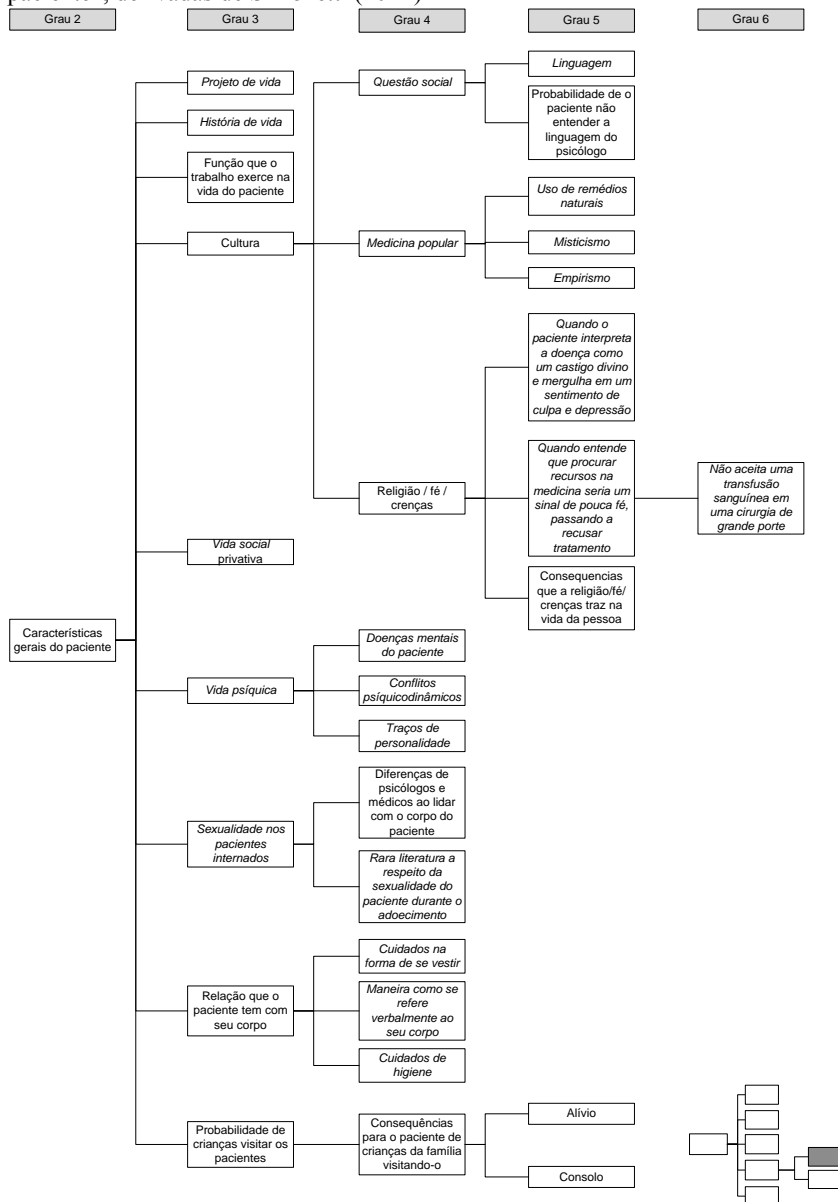 Grau 2
Grau 3
Grau 4
Grau 5
Grau 6
Características
gerais do paciente
Projeto de vida
História de vida
Função que o
trabalho exerce na
vida do paciente
Cultura
Questão social
Linguagem
Probabilidade de o
paciente não
entender a
linguagem do
psicólogo
Medicina popular
Uso de remédios
naturais
Misticismo
Empirismo
Religião / fé /
crenças
Quando o
paciente interpreta
a doença como
um castigo divino
e mergulha em um
sentimento de
culpa e depressão
Quando entende
que procurar
recursos na
medicina seria um
sinal de pouca fé,
passando a
recusar
tratamento
Não aceita uma
transfusão
sanguínea em
uma cirurgia de
grande porte
Consequencias
que a religião/fé/
crenças traz na
vida da pessoa
Vida social
privativa
Vida psíquica
Doenças mentais
do paciente
Conflitos
psíquicodinâmicos
Traços de
personalidade
Sexualidade nos
pacientes
internados
Diferenças de
psicólogos e
médicos ao lidar
com o corpo do
paciente
Rara literatura a
respeito da
sexualidade do
paciente durante o
adoecimento
Relação que o
paciente tem com
seu corpo
Cuidados na
forma de se vestir
Maneira como se
refere
verbalmente ao
seu corpo
Cuidados de
higiene
Probabilidade de
crianças visitar os
pacientes
Consequências
para o paciente de
crianças da família
visitando-o
Alívio
Consolo